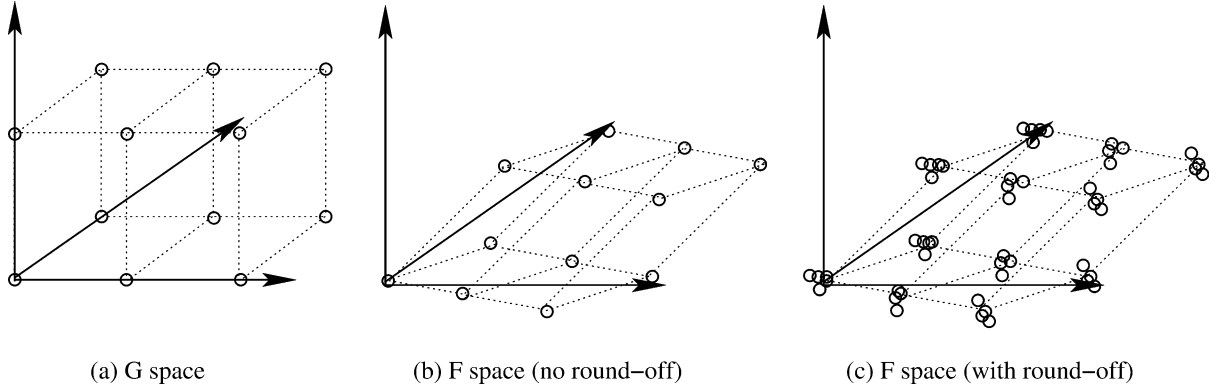 (a) G space
(b) F space (no round−off)
(c) F space (with round−off)